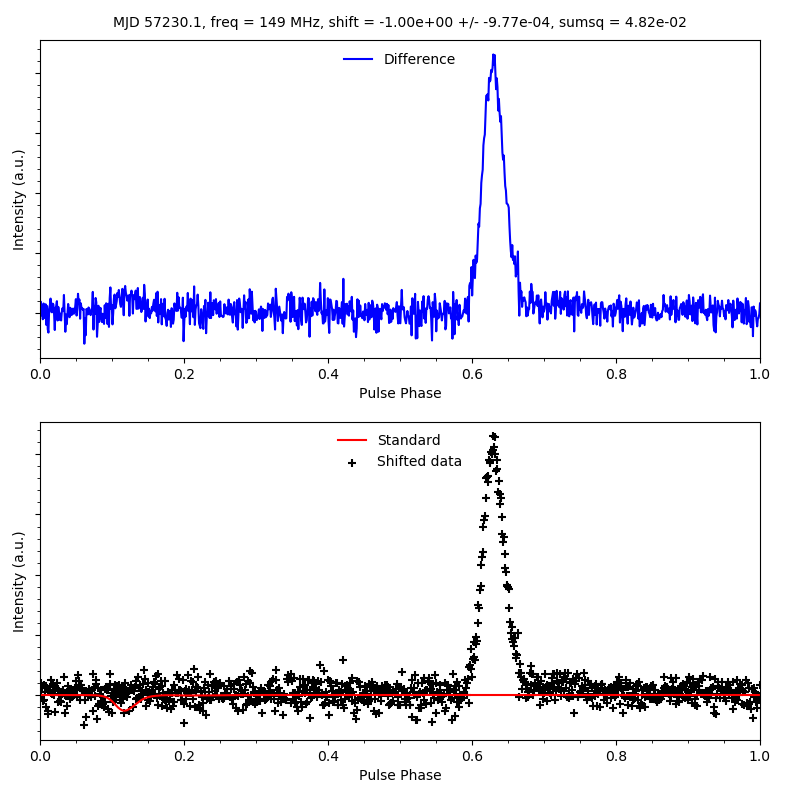 MJD 57230.1, freq = 149 MHz, shift = -1.00e+00 +/- -9.77e-04, sumsq = 4.82e-02
Difference
Intensity (a.u.)
0.0 0.2 0.4 0.6 0.8 1.0
Pulse Phase
Standard
Shifted data
Intensity (a.u.)
0.0 0.2 0.4 0.6 0.8 1.0
Pulse Phase